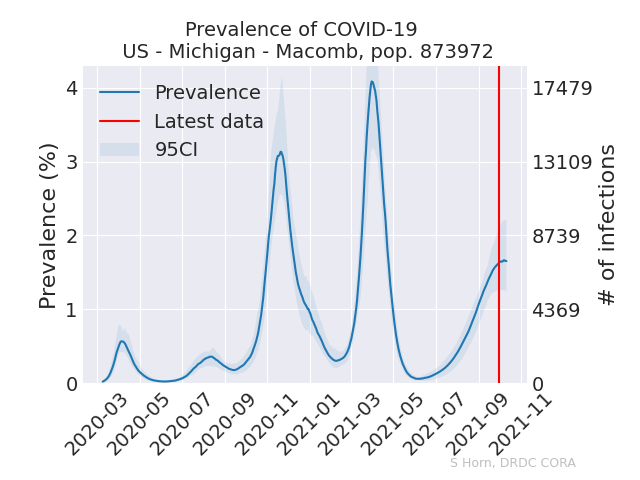 Prevalence of COVID-19
US - Michigan - Macomb, pop. 873972
Prevalence
Latest data
95CI
Prevalence (%)
4
3
2
1
0
17479
13109
8739
4369
0
# of infections
2020-03
2020-05
2020-07
2020-09
2020-11
2021-01
2021-03
2021-05
2021-07
2021-09
2021-11
S Horn, DRDC CORA